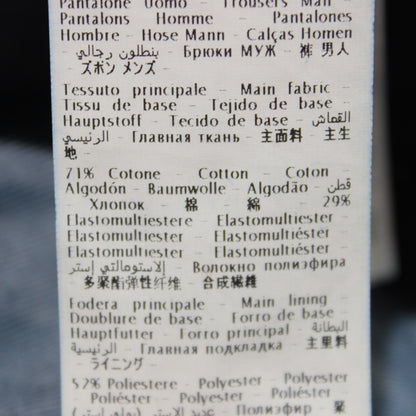 Pantalone Uomo - Trousers Man -
Pantalons Homme - Pantalones
Hombre - Hose Mann - Calças Homen
- بنطلون رجالي - Брюки МУЖ - 裤 男人
- ズボン メンズ -
Tessuto principale - Main fabric -
Tissu de base - Tejido de base -
Hauptstoff - Tecido de base - القماش
الرئيسي - Главная ткань - 主面料 - 主生
地 -
71% Cotone - Cotton - Coton -
Algodón - Baumwolle - Algodão - قطن
- Хлопок - 棉 - 綿 - 29%
Elastomultiestere - Elastomultiester -
Elastomultiester - Elastomultiéster -
Elastomultiester - Elastomultiéster -
إلاستومالتي إستر - Волокно полиэфира -
多聚酯弹性纤维 - 合成繊維
Fodera principale - Main lining -
Doublure de base - Forro de base -
Hauptfutter - Forro principal - البطانة
الرئيسية - Главная подкладка - 主里料
- ライニング -
52% Poliestere - Polyester - Polyester
- Poliéster - Polyester - Poliéster -
Полиэфир - 聚